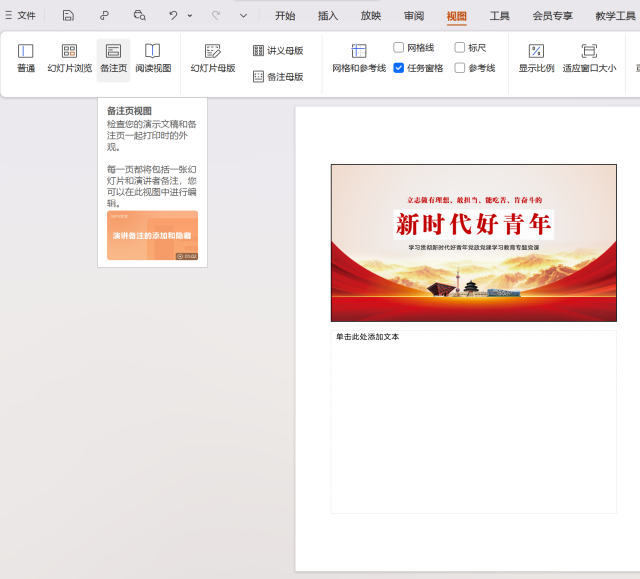 文件
开始 插入 放映 审阅 视图 工具 会员专享 教学工具
普通
幻灯片浏览
备注页
阅读视图
幻灯片母版
讲义母版
备注母版
网格和参考线
网格线
任务窗格
标尺
参考线
显示比例
适应窗口大小
备注页视图
检查您的演示文稿和备
注页一起打印时的外
观。
每一页都将包括一张幻
灯片和演讲者备注，您
可以在此视图中进行编
辑。
演讲备注的添加和隐藏
立志做有理想、敢担当、能吃苦、肯奋斗的
新时代好青年
学习贯彻新时代好青年党政党建学习教育专题党课
单击此处添加文本